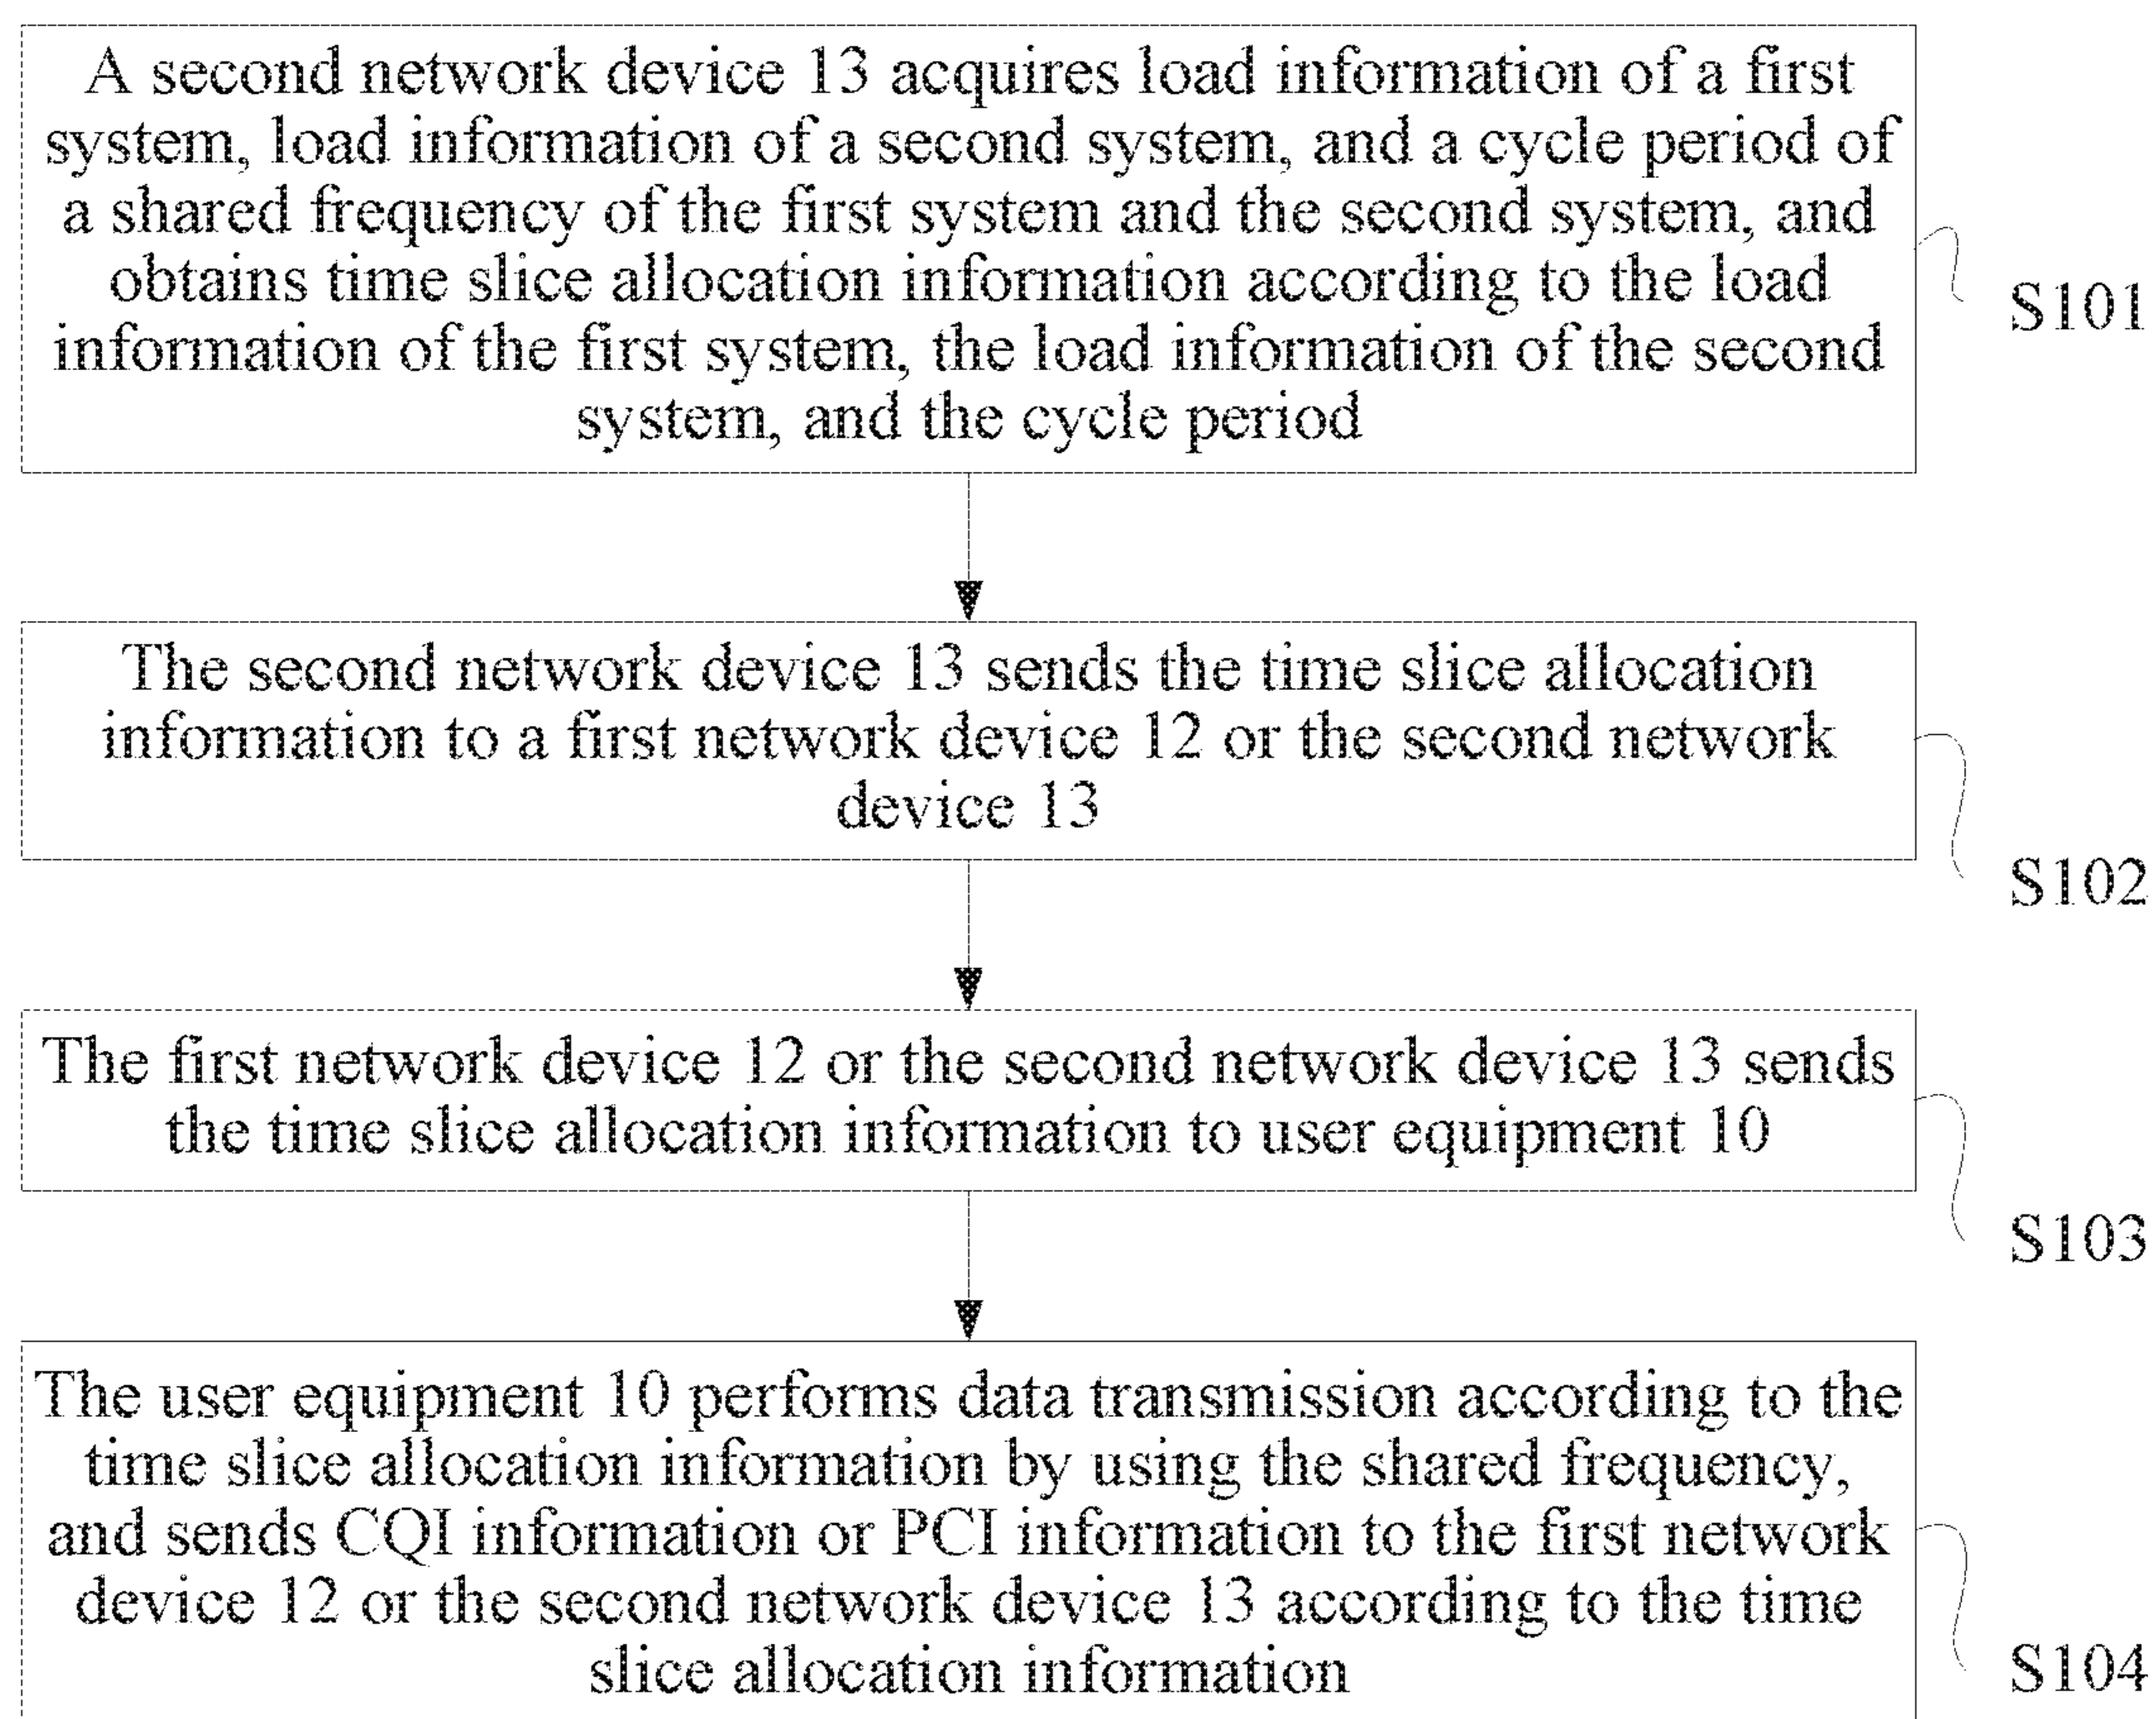 A second network device 13 acquires load information of a first
system, load information of a second system, and a cycle period of
a shared frequency of the first system and the second system, and
obtains time slice allocation information according to the load
information of the first system, the load information of the second
system, and the cycle period
S101
The second network device 13 sends the time slice allocation
information to a first network device 12 or the second network
device 13
S102
The first network device 12 or the second network device 13 sends
the time slice allocation information to user equipment 10
S103
The user equipment 10 performs data transmission according to the
time slice allocation information by using the shared frequency,
and sends CQI information or PCI information to the first network
device 12 or the second network device 13 according to the time
slice allocation information
S104